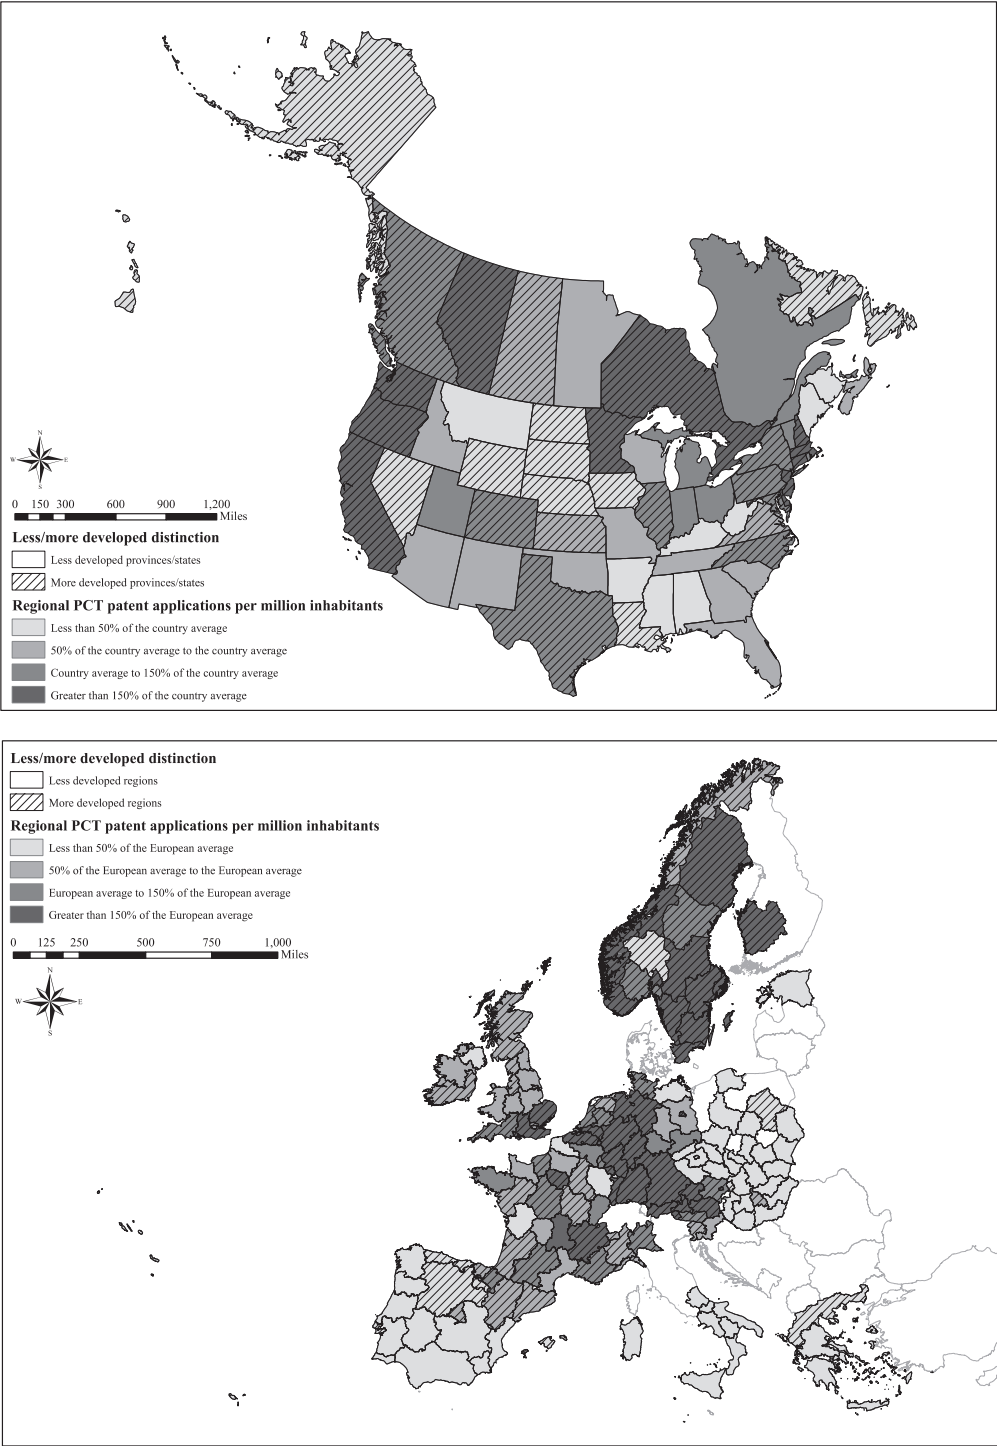 N
W E
S
0 150 300 600 900 1,200
Miles
Less/more developed distinction
Less developed provinces/states
More developed provinces/states
Regional PCT patent applications per million inhabitants
Less than 50% of the country average
50% of the country average to the country average
Country average to 150% of the country average
Greater than 150% of the country average
Less/more developed distinction
Less developed regions
More developed regions
Regional PCT patent applications per million inhabitants
Less than 50% of the European average
50% of the European average to the European average
European average to 150% of the European average
Greater than 150% of the European average
0 125 250 500 750 1,000
Miles
N
W E
S